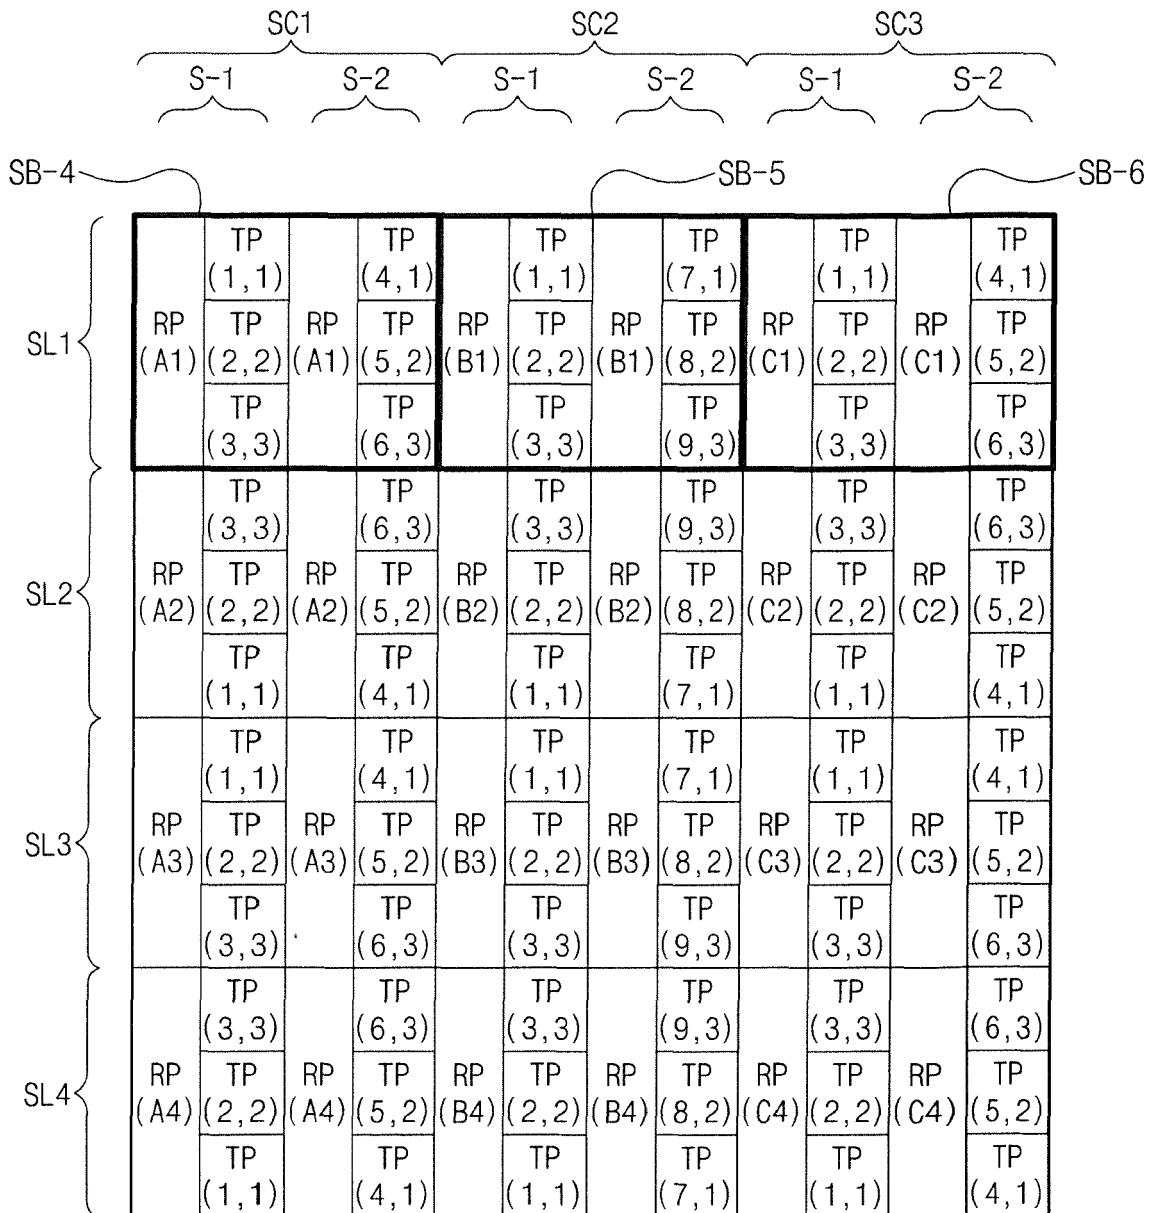 SC1 SC2 SC3
S-1 S-2 S-1 S-2 S-1 S-2
SB-4 SB-5 SB-6
TP TP TP TP TP TP
(1,1) (4,1) (1,1) (7,1) (1,1) (4,1)
SL1 RP TP RP TP RP TP RP TP RP TP RP TP
(A1) (2,2) (A1) (5,2) (B1) (2,2) (B1) (8,2) (C1) (2,2) (C1) (5,2)
TP TP TP TP TP TP
(3,3) (6,3) (3,3) (9,3) (3,3) (6,3)
TP TP TP TP TP TP
(3,3) (6,3) (3,3) (9,3) (3,3) (6,3)
SL2 RP TP RP TP RP TP RP TP RP TP RP TP
(A2) (2,2) (A2) (5,2) (B2) (2,2) (B2) (8,2) (C2) (2,2) (C2) (5,2)
TP TP TP TP TP TP
(1,1) (4,1) (1,1) (7,1) (1,1) (4,1)
TP TP TP TP TP TP
(1,1) (4,1) (1,1) (7,1) (1,1) (4,1)
SL3 RP TP RP TP RP TP RP TP RP TP RP TP
(A3) (2,2) (A3) (5,2) (B3) (2,2) (B3) (8,2) (C3) (2,2) (C3) (5,2)
TP TP TP TP TP TP
(3,3) (6,3) (3,3) (9,3) (3,3) (6,3)
TP TP TP TP TP TP
(3,3) (6,3) (3,3) (9,3) (3,3) (6,3)
SL4 RP TP RP TP RP TP RP TP RP TP RP TP
(A4) (2,2) (A4) (5,2) (B4) (2,2) (B4) (8,2) (C4) (2,2) (C4) (5,2)
TP TP TP TP TP TP
(1,1) (4,1) (1,1) (7,1) (1,1) (4,1)